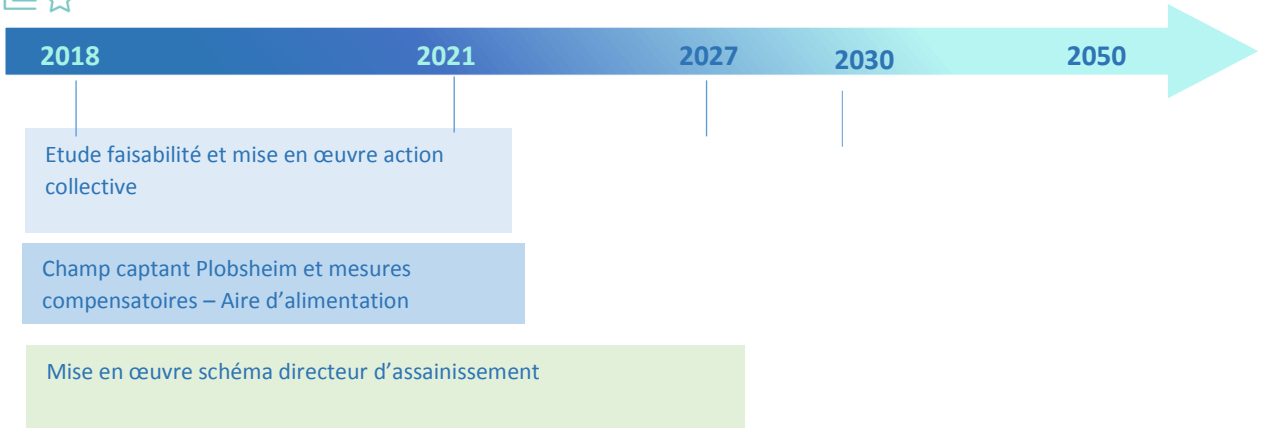 2018 2021 2027 2030 2050
Etude faisabilité et mise en œuvre action
collective
Champ captant Plobsheim et mesures
compensatoires – Aire d'alimentation
Mise en œuvre schéma directeur d'assainissement